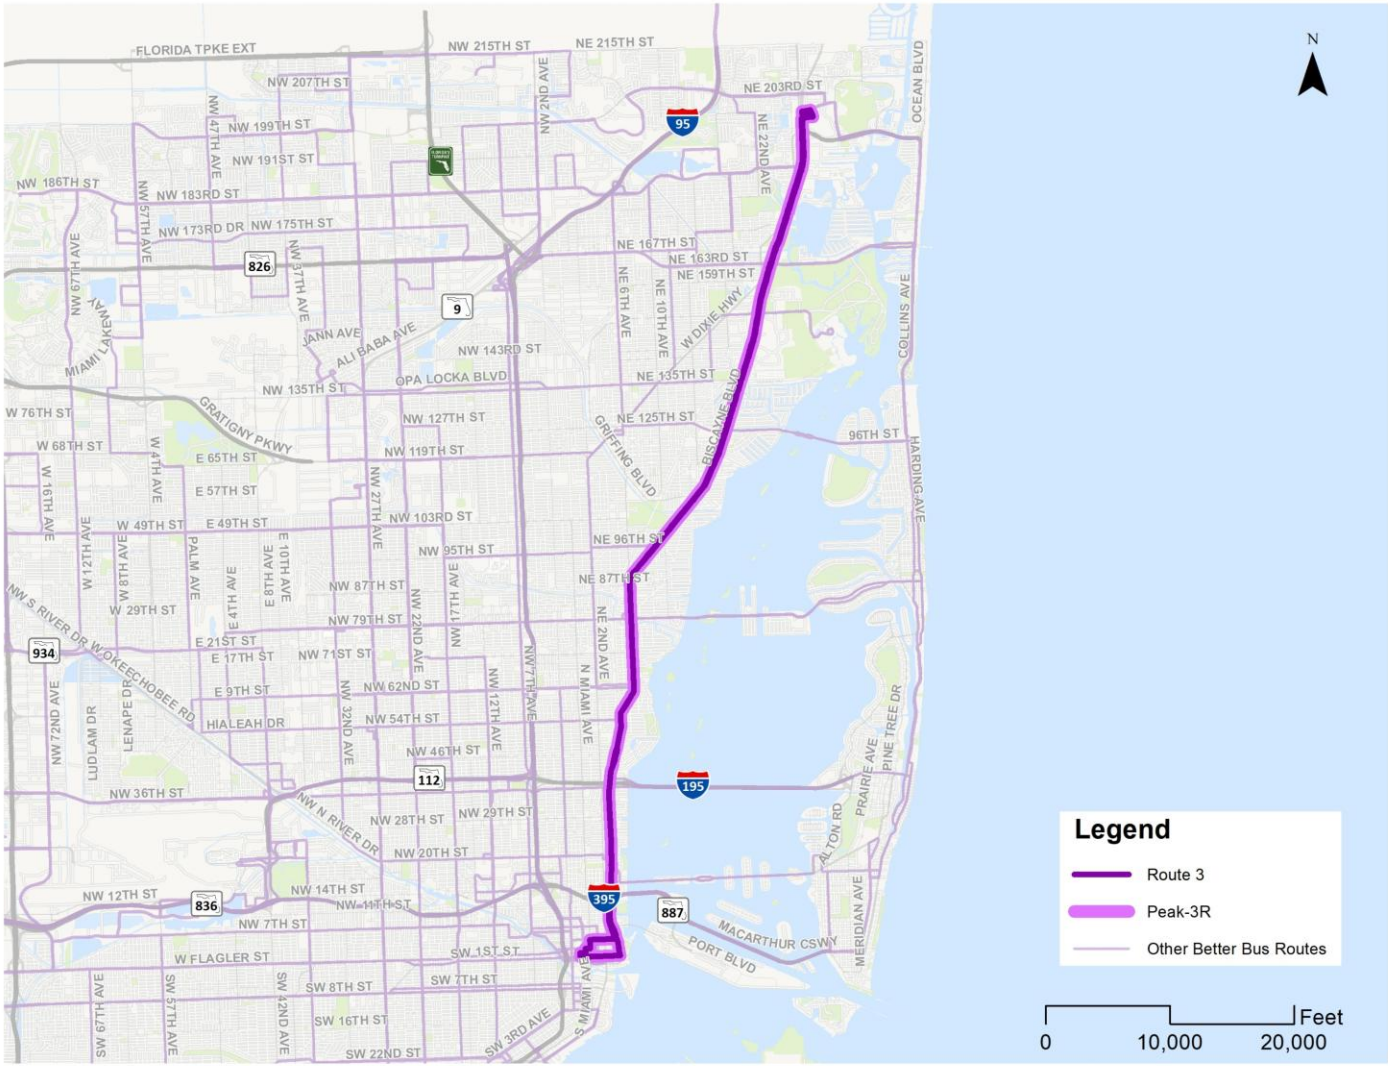 N
FLORIDA TPKE EXT
NW 215TH ST
NE 215TH ST
OCEAN BLVD
NW 207TH ST
NW 2ND AVE
NE 203RD ST
NW 47TH AVE
NW 199TH ST
95
NE 22ND AVE
NW 191ST ST
FLORIDA'S TURNPIKE
NW 186TH ST
NW 57TH AVE
NW 183RD ST
NW 173RD DR
NW 175TH ST
NW 67TH AVE
826
NW 37TH AVE
NE 167TH ST
NE 163RD ST
NE 159TH ST
NE 6TH AVE
NE 10TH AVE
9
W DIXIE HWY
COLLINS AVE
MIAMI LAKEWAY
JANN AVE
ALI BABA AVE
NW 143RD ST
NW 135TH ST
OPA LOCKA BLVD
NE 135TH ST
BISCAYNE BLVD
W 76TH ST
GRATIGNY PKWY
NW 127TH ST
NE 125TH ST
GRIFFING BLVD
96TH ST
HARDING AVE
W 68TH ST
W 4TH AVE
E 65TH ST
NW 119TH ST
W 16TH AVE
E 57TH ST
NW 27TH AVE
W 49TH ST
E 49TH ST
NW 103RD ST
W 12TH AVE
W 8TH AVE
PALM AVE
E 8TH AVE
E 10TH AVE
NW 95TH ST
NE 96TH ST
NW S RIVER DR
E 4TH AVE
NW 87TH ST
NW 22ND AVE
NW 17TH AVE
NE 87TH ST
W 29TH ST
NW 79TH ST
NE 2ND AVE
934
W OKEECHOBEE RD
E 21ST ST
E 17TH ST
NW 71ST ST
NW 7TH AVE
N MIAMI AVE
NW 72ND AVE
LUDLAM DR
LENAPE DR
E 9TH ST
NW 32ND AVE
NW 62ND ST
NW 12TH AVE
PINE TREE DR
HIALEAH DR
NW 54TH ST
NW 46TH ST
PRAIRIE AVE
112
195
NW 36TH ST
NW N RIVER DR
NW 28TH ST
NW 29TH ST
ALTON RD
NW 20TH ST
NW 12TH ST
836
NW 14TH ST
NW 11TH ST
395
887
MERIDIAN AVE
NW 7TH ST
MACARTHUR CSWY
PORT BLVD
W FLAGLER ST
SW 1ST ST
S MIAMI AVE
SW 67TH AVE
SW 57TH AVE
SW 42ND AVE
SW 8TH ST
SW 7TH ST
SW 16TH ST
SW 3RD AVE
SW 22ND ST
Legend
Route 3
Peak-3R
Other Better Bus Routes
Feet
0 10,000 20,000